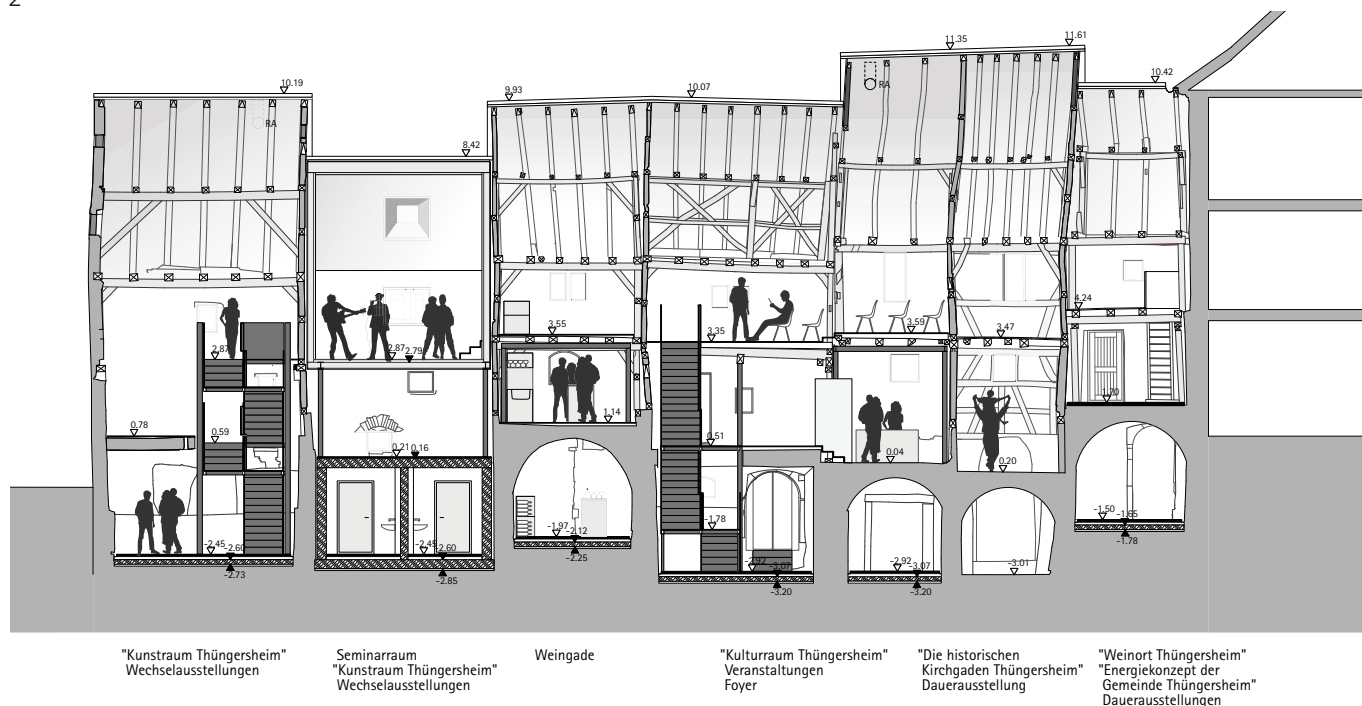 2
11.61
11.35
10.42
10.19
9.93
10.07
RA
RA
8.42
4.24
3.55
3.35
3.59
3.47
2.87
2.87
2.79
1.70
1.14
0.78
0.59
0.51
0.21
0.16
0.04
0.20
-1.50
-1.65
-1.78
-1.78
-1.97
-2.12
-2.25
-2.45
-2.60
-2.73
-2.45
-2.60
-2.85
-2.92
-3.07
-3.20
-2.92
-3.07
-3.20
-3.01
"Kunstraum Thüngersheim"
Wechselausstellungen
Seminarraum
"Kunstraum Thüngersheim"
Wechselausstellungen
Weingade
"Kulturraum Thüngersheim"
Veranstaltungen
Foyer
"Die historischen
Kirchgaden Thüngersheim"
Dauerausstellung
"Weinort Thüngersheim"
"Energiekonzept der
Gemeinde Thüngersheim"
Dauerausstellungen